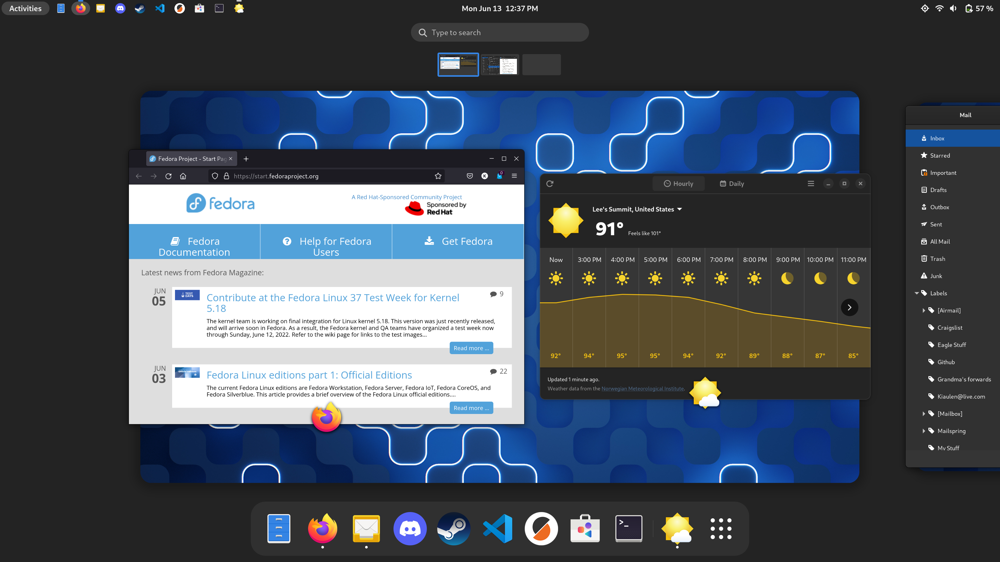 Activities
Mon Jun 13 12:37 PM
57 %
Type to search
Fedora Project - Start Pag
https://start.fedoraproject.org
K
0
fedora
A Red Hat-Sponsored Community Project
Sponsored by
Red Hat
Fedora
Documentation
Help for Fedora
Users
Get Fedora
Latest news from Fedora Magazine:
JUN
05
TEST
DAYS
Contribute at the Fedora Linux 37 Test Week for Kernel
5.18
9
The kernel team is working on final integration for Linux kernel 5.18. This version was just recently released,
and will arrive soon in Fedora. As a result, the Fedora kernel and QA teams have organized a test week now
through Sunday, June 12, 2022. Refer to the wiki page for links to the test images...
Read more ...
JUN
03
Official Editions
Fedora Linux editions part 1: Official Editions
22
The current Fedora Linux editions are Fedora Workstation, Fedora Server, Fedora IoT, Fedora CoreOS, and
Fedora Silverblue. This article provides a brief overview of the Fedora Linux official editions....
Read more ...
Hourly
Daily
Lee's Summit, United States
91°
Feels like 101°
Now 3:00 PM 4:00 PM 5:00 PM 6:00 PM 7:00 PM 8:00 PM 9:00 PM 10:00 PM 11:00 PM
92° 94° 95° 95° 94° 92° 89° 88° 87° 85°
Updated 1 minute ago.
Weather data from the Norwegian Meteorological Institute.
Mail
Inbox
Starred
Important
Drafts
Outbox
Sent
All Mail
Trash
Junk
Labels
[Airmail]
Craigslist
Eagle Stuff
Github
Grandma's forwards
Kiaulen@live.com
[Mailbox]
Mailspring
My Stuff
>_